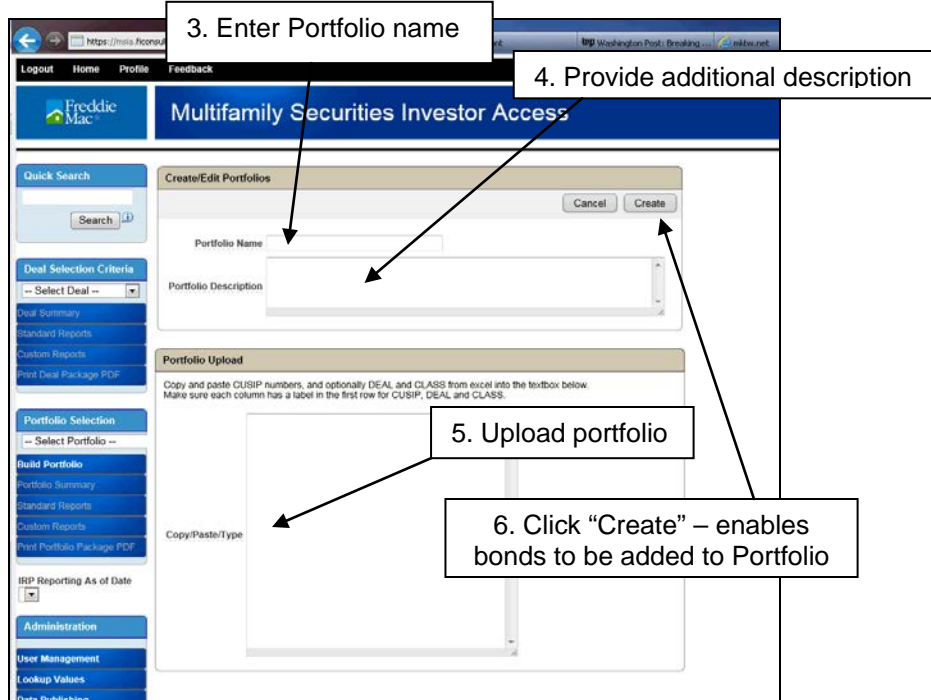 3. Enter Portfolio name
4. Provide additional description
Washington Post: Breaking ...
mktw.net
Logout Home Profile Feedback
Freddie
Mac
Multifamily Securities Investor Access
Quick Search
Search
Create/Edit Portfolios
Cancel Create
Portfolio Name
Portfolio Description
Deal Selection Criteria
-- Select Deal --
Deal Summary
Standard Reports
Custom Reports
Print Deal Package PDF
Portfolio Upload
Copy and paste CUSIP numbers, and optionally DEAL and CLASS from excel into the textbox below.
Make sure each column has a label in the first row for CUSIP, DEAL and CLASS.
Portfolio Selection
-- Select Portfolio --
Build Portfolio
Portfolio Summary
Standard Reports
Custom Reports
Print Portfolio Package PDF
5. Upload portfolio
Copy/Paste/Type
6. Click “Create” – enables
bonds to be added to Portfolio
IRP Reporting As of Date
Administration
User Management
Lookup Values
Data Publishing